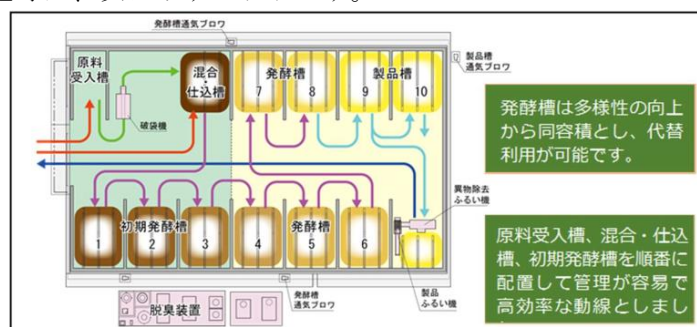 発酵槽通気ブロワ
原料
受入槽
混合・
仕込槽
発酵槽
7
8
製品槽
9
10
製品槽
通気ブロワ
破袋機
発酵槽は多様性の向上
から同容積とし、代替
利用が可能です。
異物除去
ふるい機
初期発酵槽
1
2
3
発酵槽
4
5
6
原料受入槽、混合・仕込
槽、初期発酵槽を順番に
配置して管理が容易で
高効率な動線としまし
脱臭装置
発酵槽
通気ブロワ
製品
ふるい機